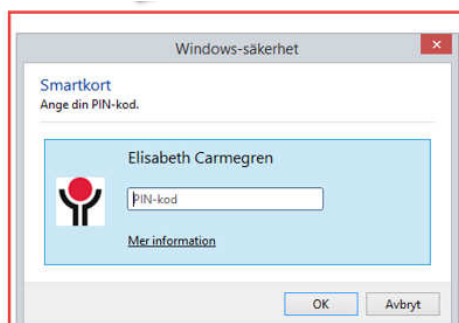 Windows-säkerhet
Smartkort
Ange din PIN-kod.
Elisabeth Carmegren
PIN-kod
Mer information
OK
Avbryt